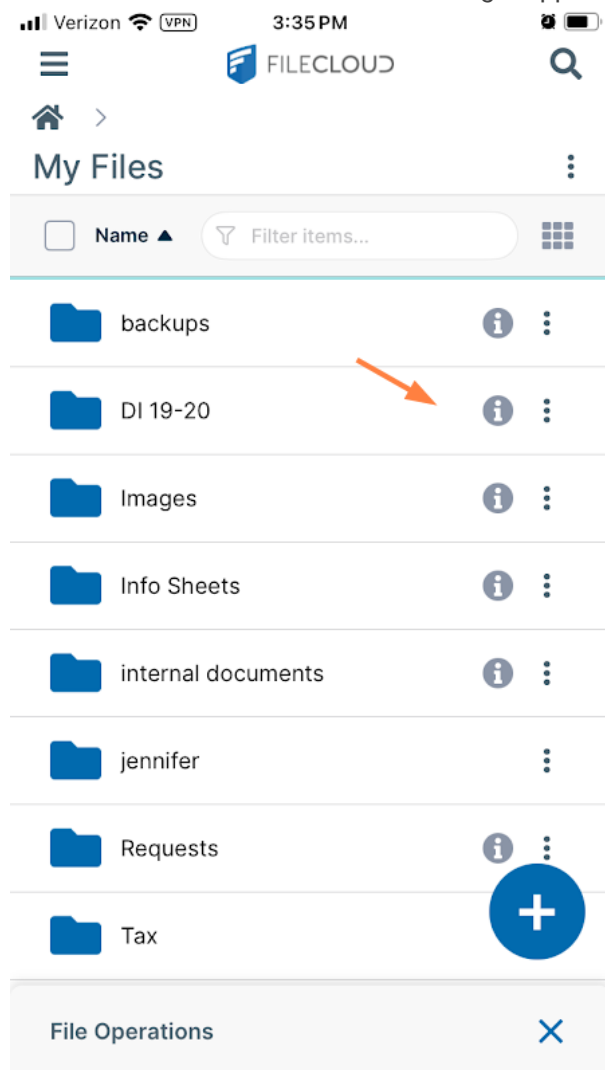 Verizon VPN 3:35 PM
FILECLOUD
My Files
Name Filter items...
backups
DI 19-20
Images
Info Sheets
internal documents
jennifer
Requests
Tax
File Operations